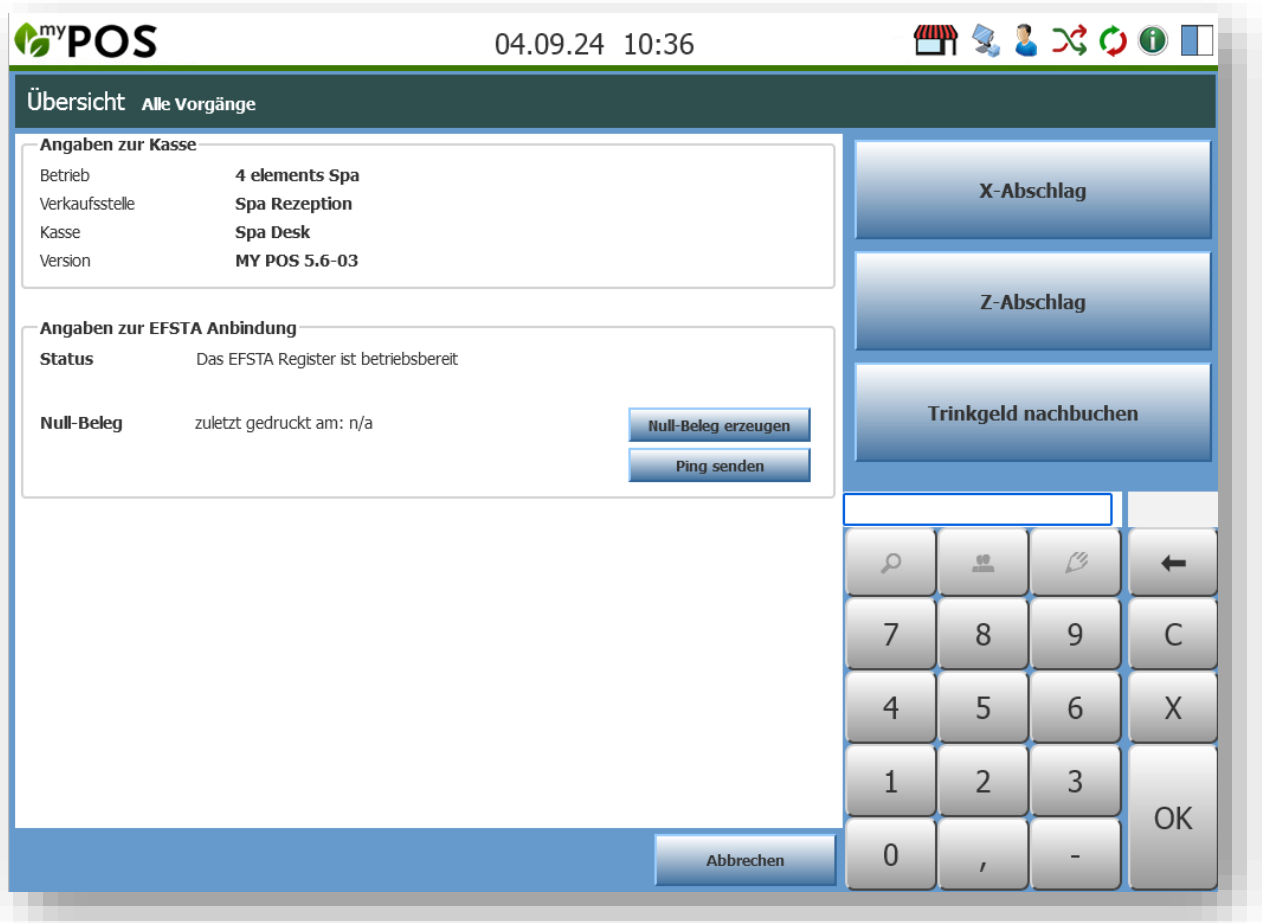 myPOS
04.09.24 10:36
Übersicht Alle Vorgänge
Angaben zur Kasse
Betrieb 4 elements Spa
Verkaufsstelle Spa Rezeption
Kasse Spa Desk
Version MY POS 5.6-03
Angaben zur EFSTA Anbindung
Status Das EFSTA Register ist betriebsbereit
Null-Beleg zuletzt gedruckt am: n/a Null-Beleg erzeugen
Ping senden
Abbrechen
X-Abschlag
Z-Abschlag
Trinkgeld nachbuchen
7 8 9 C
4 5 6 X
1 2 3
OK
0 , -